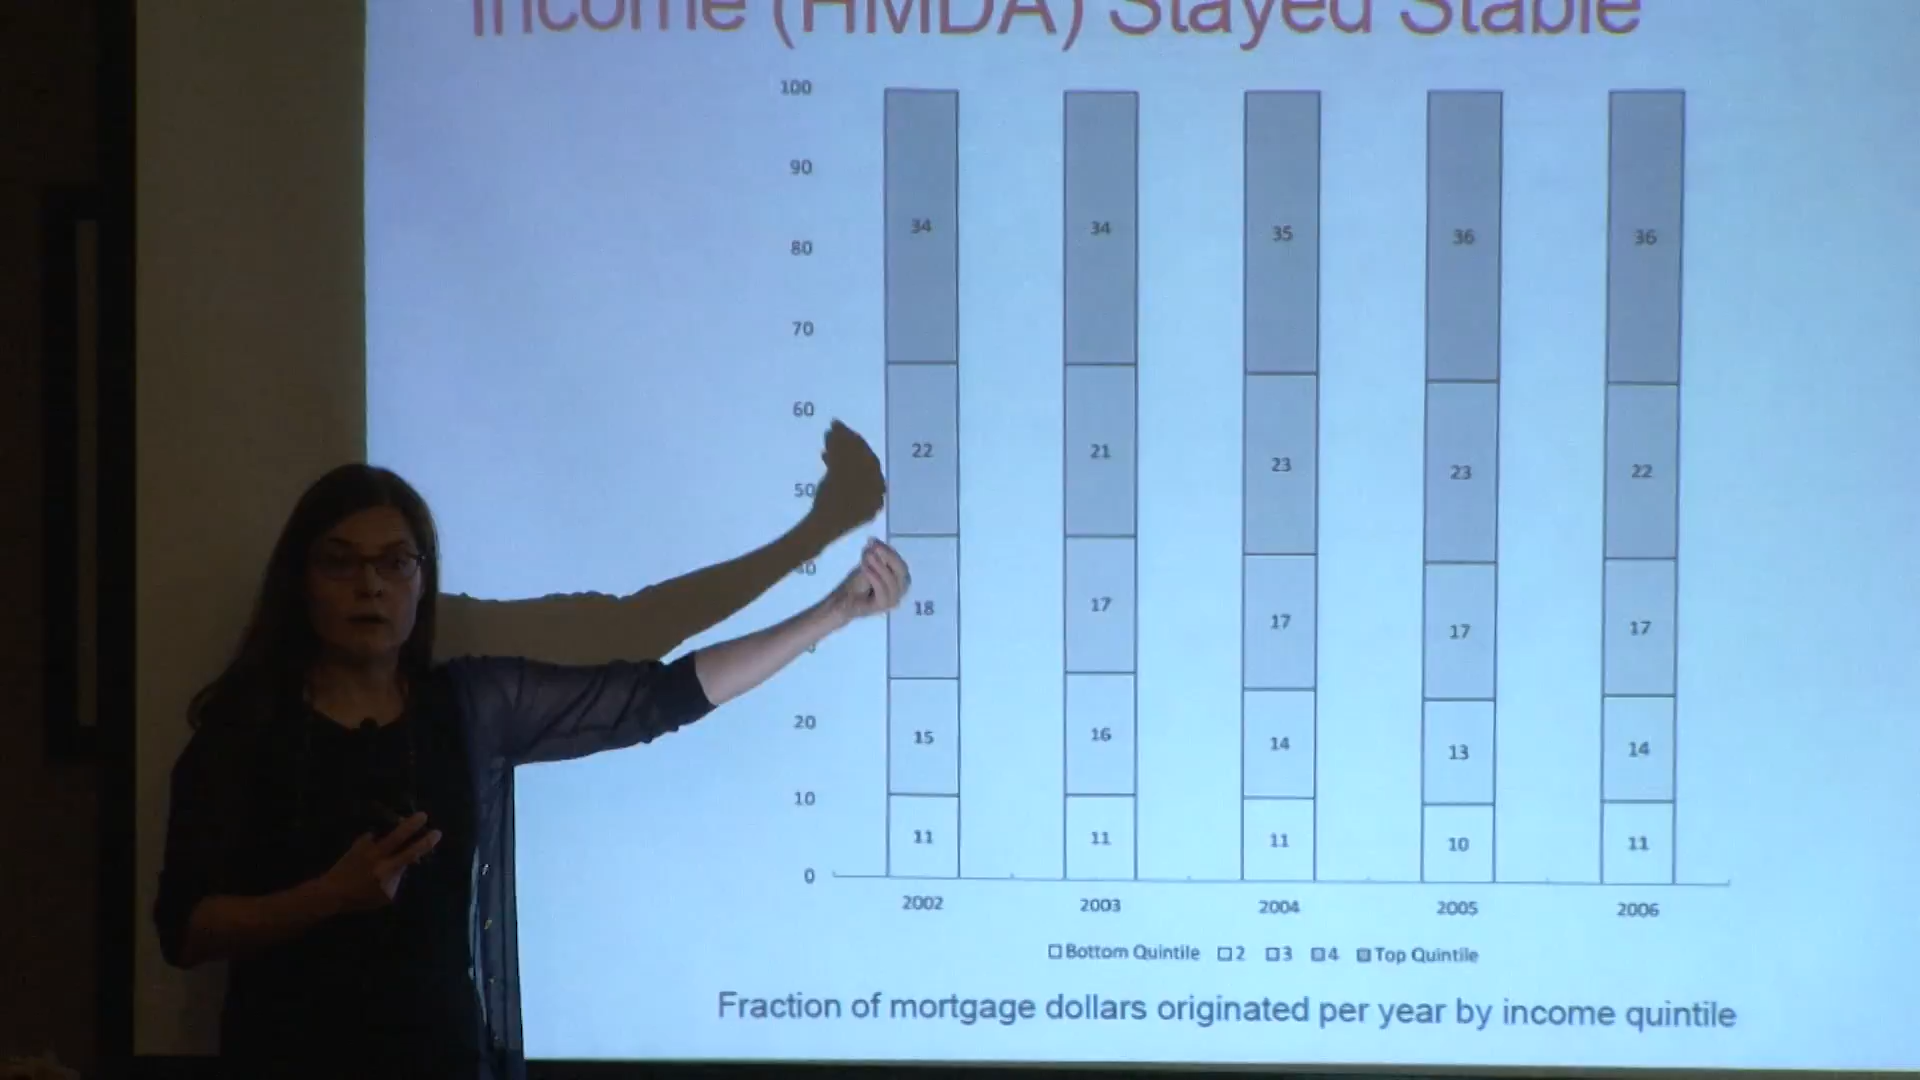 Income (HMDA) Stayed Stable
100
90
34 34 35 36 36
80
70
60
22 21 23 23 22
50
40
18 17 17 17 17
15 16 14 13 14
20
10
11 11 11 10 11
0
2002 2003 2004 2005 2006
Bottom Quintile 2 3 4 Top Quintile
Fraction of mortgage dollars originated per year by income quintile